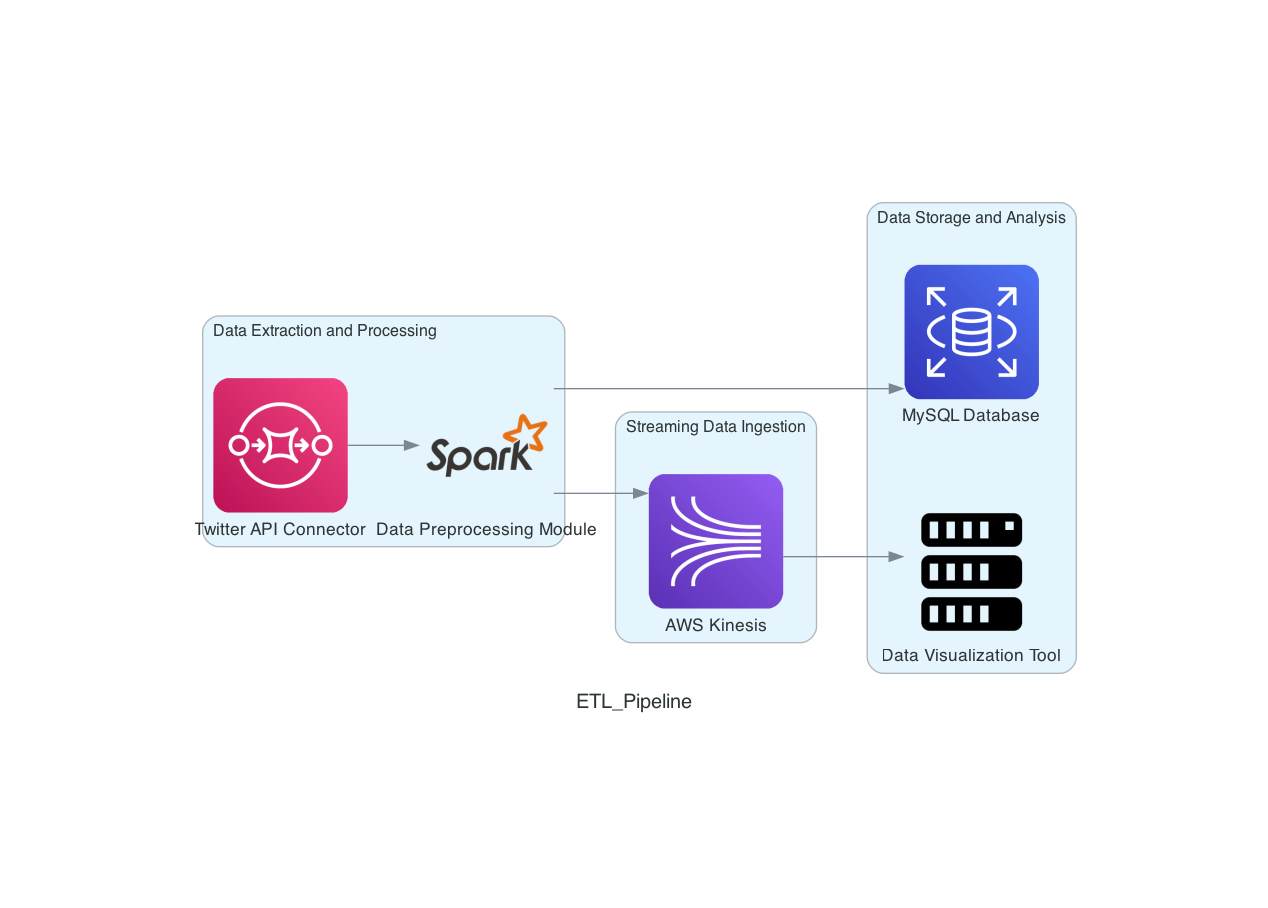 Data Extraction and Processing
Twitter API Connector
Spark
Data Preprocessing Module
Streaming Data Ingestion
AWS Kinesis
Data Storage and Analysis
MySQL Database
Data Visualization Tool
ETL_Pipeline